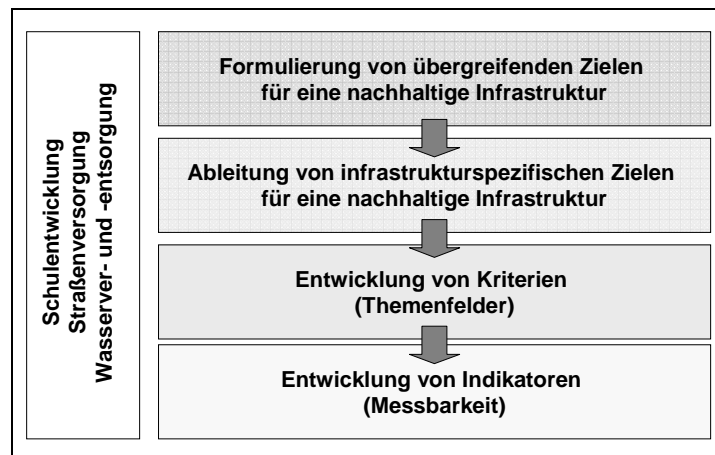 Schulentwicklung
Straßenversorgung
Wasserver- und -entsorgung
Formulierung von übergreifenden Zielen
für eine nachhaltige Infrastruktur
Ableitung von infrastrukturspezifischen Zielen
für eine nachhaltige Infrastruktur
Entwicklung von Kriterien
(Themenfelder)
Entwicklung von Indikatoren
(Messbarkeit)